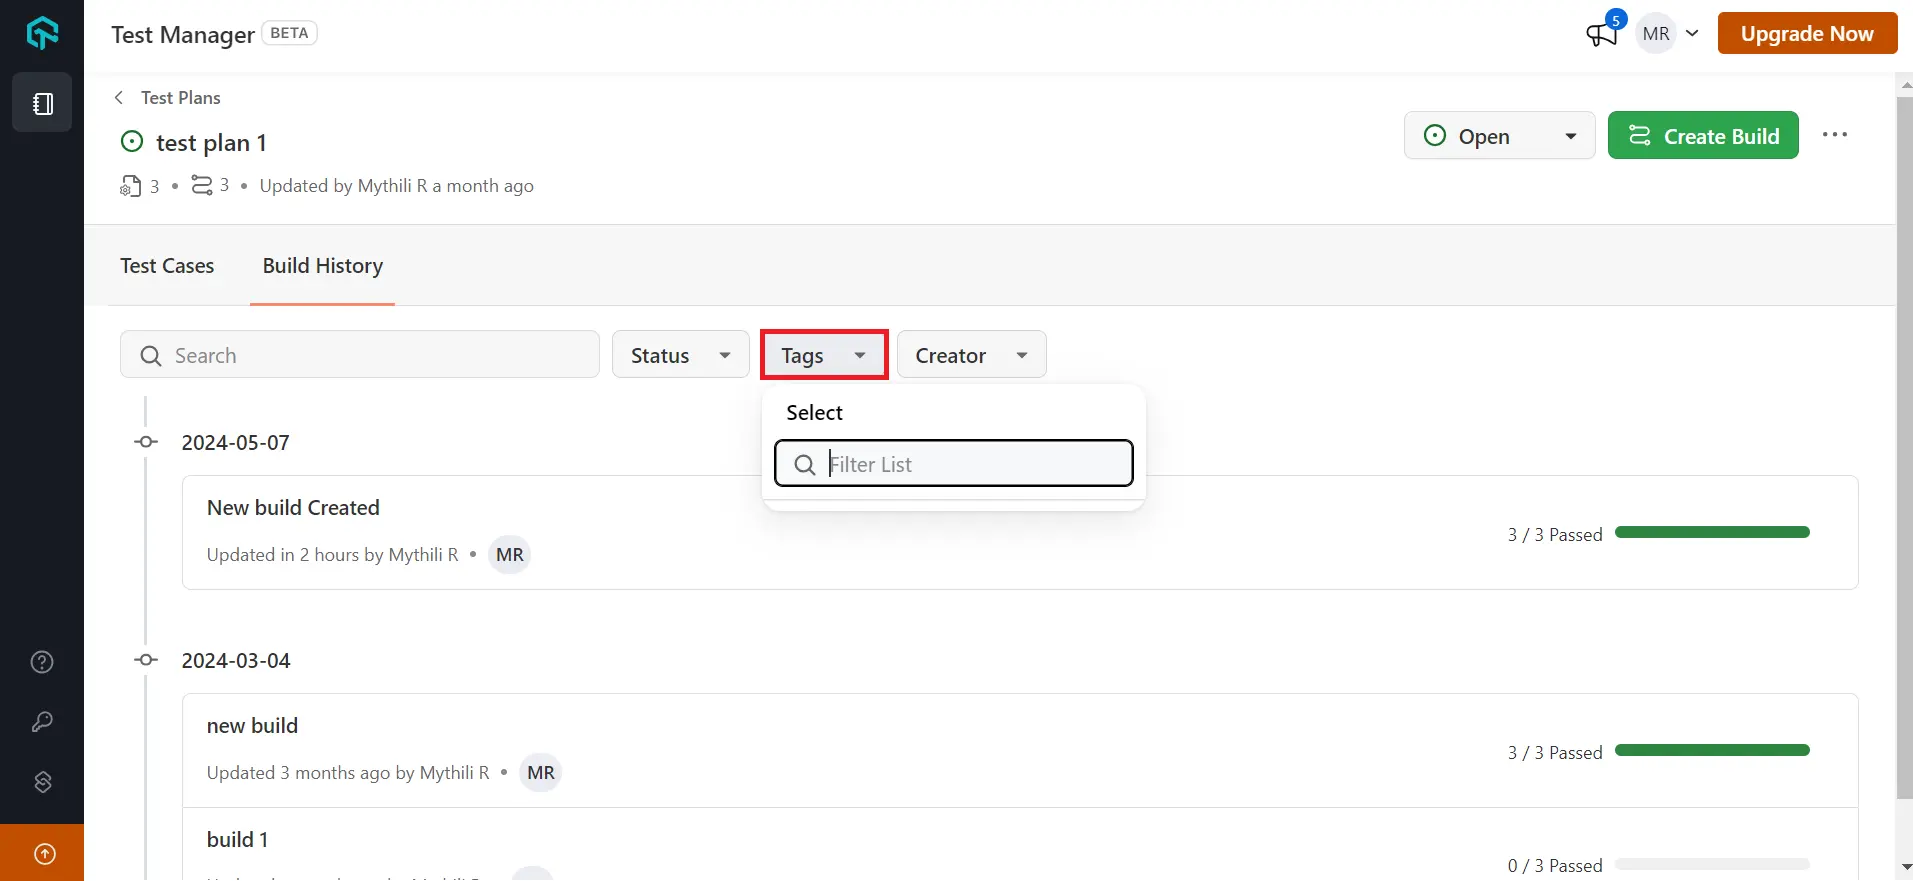 Test Manager BETA
5
MR
Upgrade Now
Test Plans
test plan 1
Open
Create Build
3 • 3 • Updated by Mythili R a month ago
Test Cases
Build History
Search
Status
Tags
Creator
Select
Filter List
2024-05-07
New build Created
Updated in 2 hours by Mythili R • MR
3 / 3 Passed
2024-03-04
new build
Updated 3 months ago by Mythili R • MR
3 / 3 Passed
build 1
0 / 3 Passed